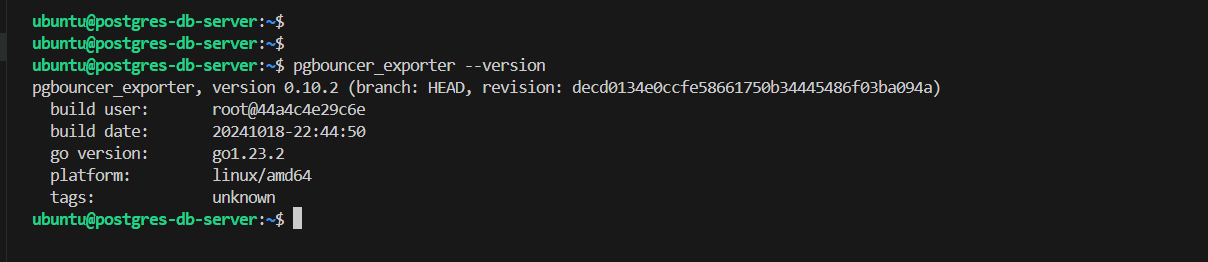 ubuntu@postgres-db-server:~$
ubuntu@postgres-db-server:~$
ubuntu@postgres-db-server:~$ pgbouncer_exporter --version
pgbouncer_exporter, version 0.10.2 (branch: HEAD, revision: decd0134e0ccfe58661750b34445486f03ba094a)
  build user:       root@44a4c4e29c6e
  build date:       20241018-22:44:50
  go version:       go1.23.2
  platform:         linux/amd64
  tags:             unknown
ubuntu@postgres-db-server:~$